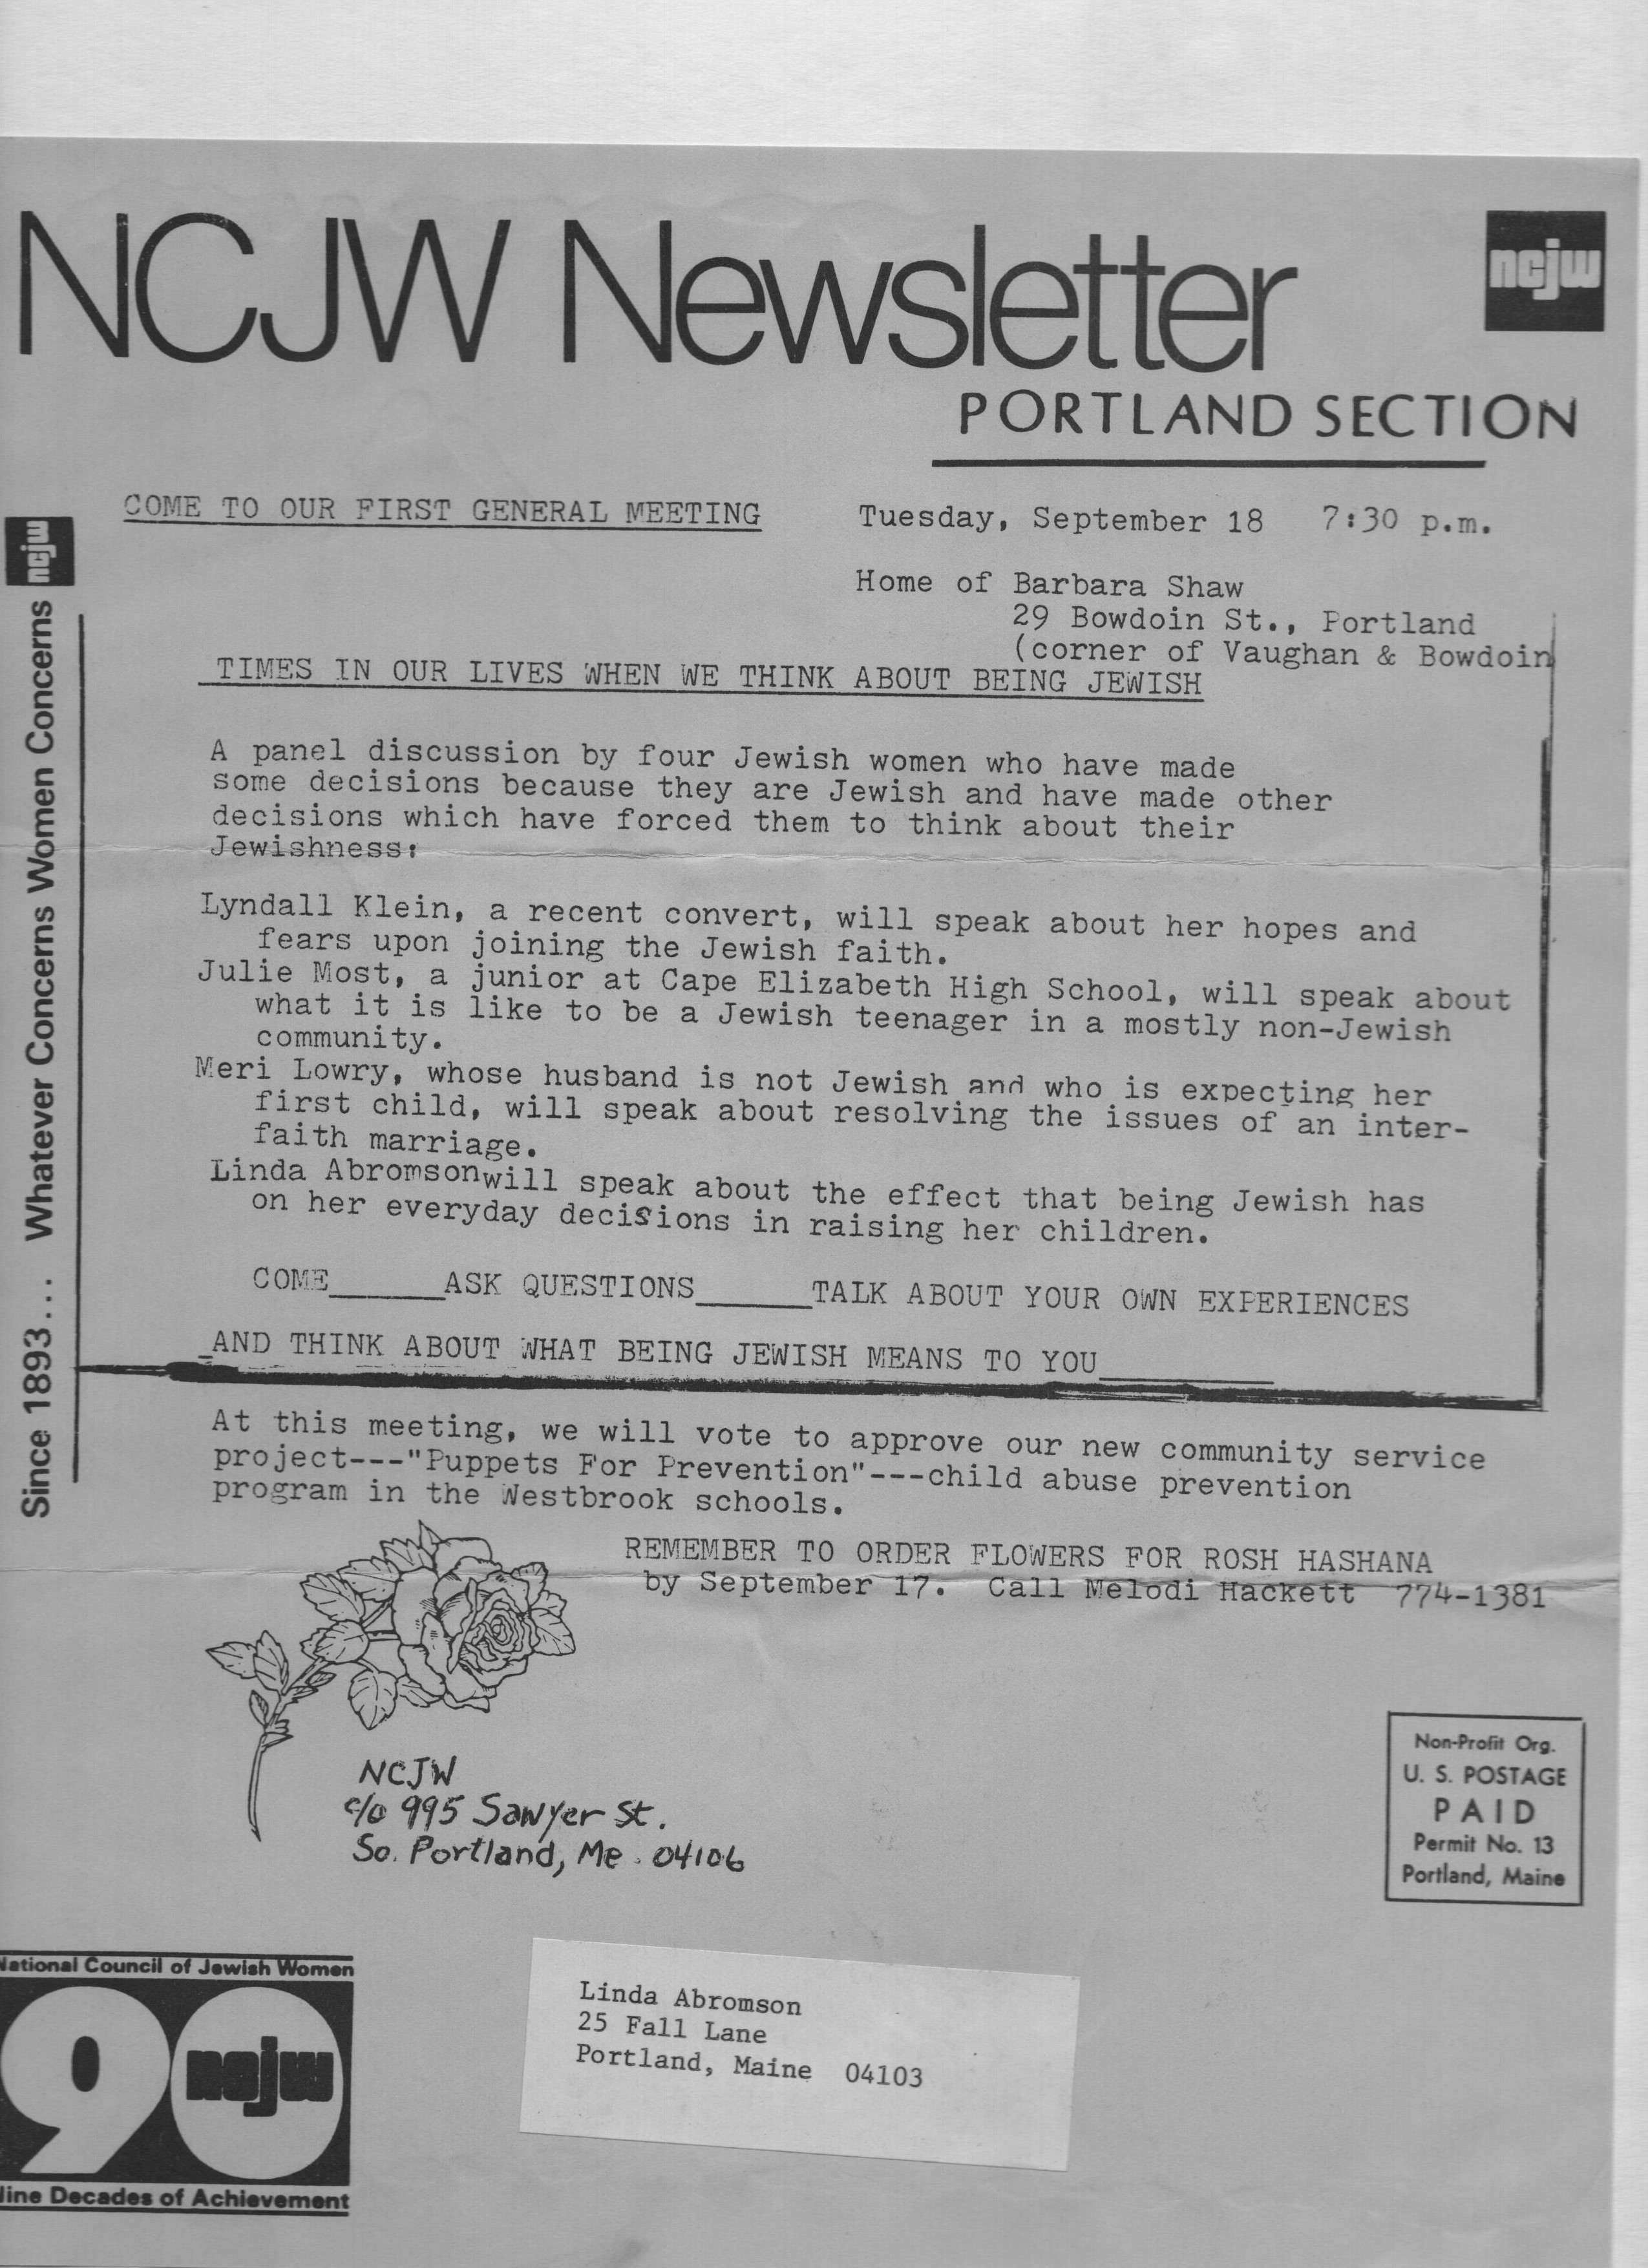 NCJW Newsletter
ncjw
PORTLAND SECTION
COME TO OUR FIRST GENERAL MEETING
Tuesday, September 18 7:30 p.m.
Home of Barbara Shaw
29 Bowdoin St., Portland
(corner of Vaughan & Bowdoin
TIMES IN OUR LIVES WHEN WE THINK ABOUT BEING JEWISH
A panel discussion by four Jewish women who have made
some decisions because they are Jewish and have made other
decisions which have forced them to think about their
Jewishness:
Lyndall Klein, a recent convert, will speak about her hopes and
fears upon joining the Jewish faith.
Julie Most, a junior at Cape Elizabeth High School, will speak about
what it is like to be a Jewish teenager in a mostly non-Jewish
community.
Meri Lowry, whose husband is not Jewish and who is expecting her
first child, will speak about resolving the issues of an inter-
faith marriage.
Linda Abromson will speak about the effect that being Jewish has
on her everyday decisions in raising her children.
COME______ASK QUESTIONS______TALK ABOUT YOUR OWN EXPERIENCES
AND THINK ABOUT WHAT BEING JEWISH MEANS TO YOU_________
Since 1893... Whatever Concerns Women Concerns ncjw
At this meeting, we will vote to approve our new community service
project---"Puppets For Prevention"---child abuse prevention
program in the Westbrook schools.
REMEMBER TO ORDER FLOWERS FOR ROSH HASHANA
by September 17. Call Melodi Hackett 774-1381
NCJW
c/o 995 Sawyer St.
So. Portland, Me. 04106
Non-Profit Org.
U. S. POSTAGE
PAID
Permit No. 13
Portland, Maine
National Council of Jewish Women
90
ncjw
Nine Decades of Achievement
Linda Abromson
25 Fall Lane
Portland, Maine 04103